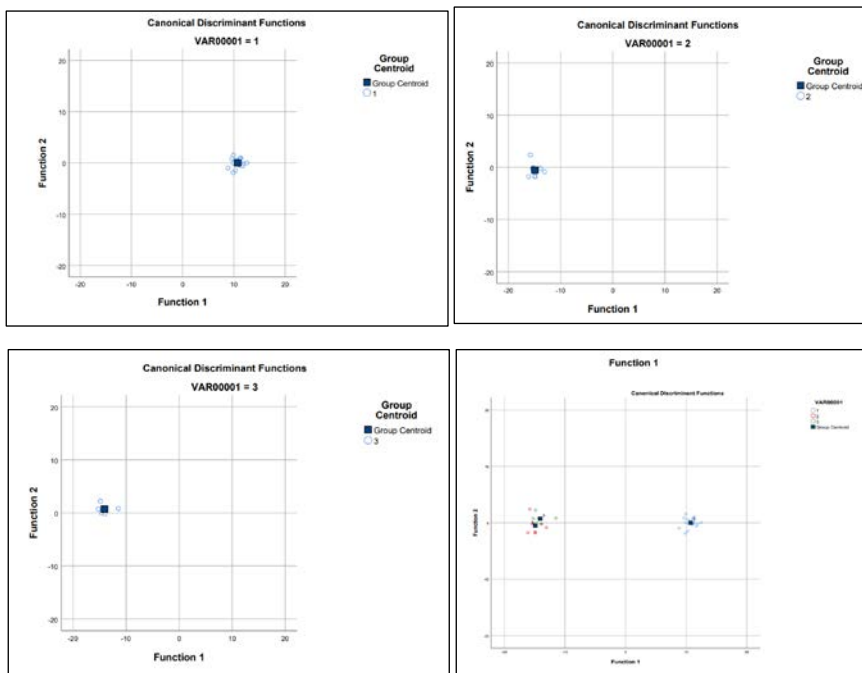 Canonical Discriminant Functions
VAR00001 = 1
Group
Centroid
Group Centroid
1
Function 2
20
10
0
-10
-20
-20
-10
0
10
20
Function 1
Canonical Discriminant Functions
VAR00001 = 2
Group
Centroid
Group Centroid
2
Function 2
20
10
0
-10
-20
-20
-10
0
10
20
Function 1
Canonical Discriminant Functions
VAR00001 = 3
Group
Centroid
Group Centroid
3
Function 2
20
10
0
-10
-20
-20
-10
0
10
20
Function 1
Function 1
Canonical Discriminant Functions
VAR00001
Group Centroid
Function 2
Function 1